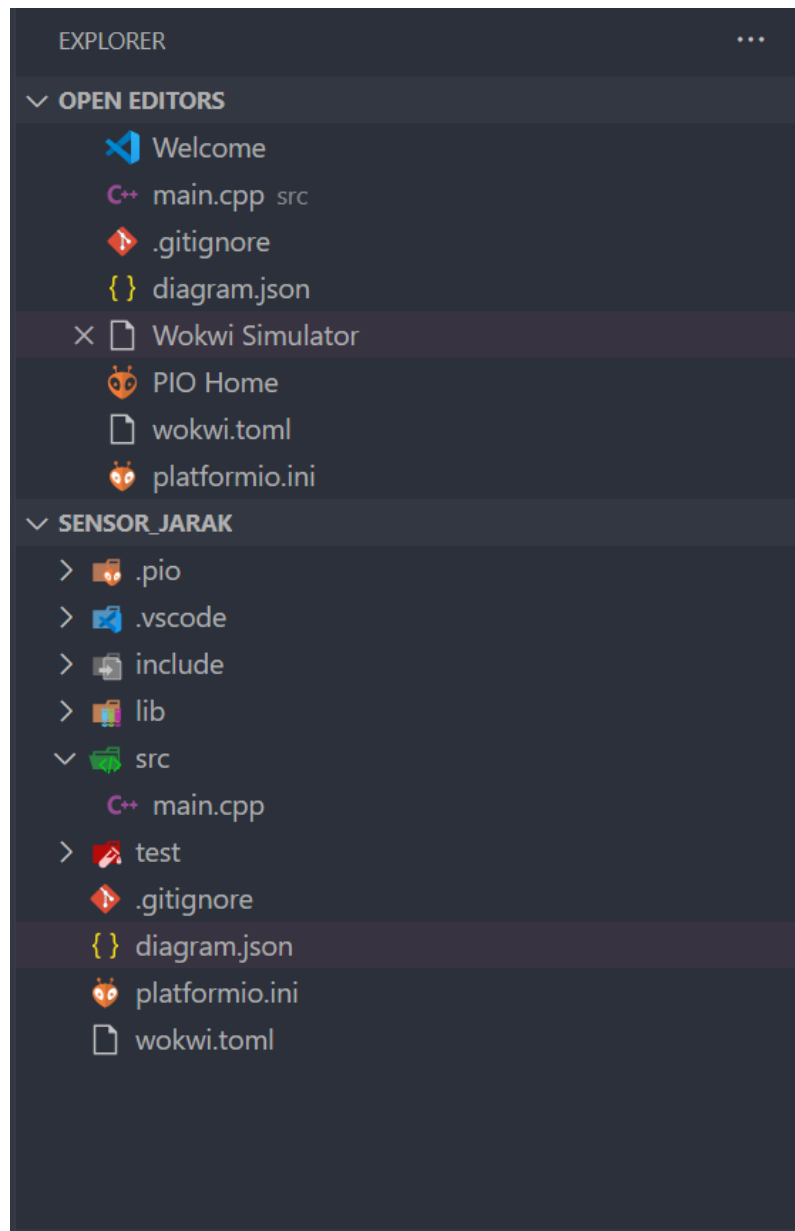 EXPLORER ···
OPEN EDITORS
Welcome
C++ main.cpp src
.gitignore
{ } diagram.json
Wokwi Simulator
PIO Home
wokwi.toml
platformio.ini
SENSOR_JARAK
.pio
.vscode
include
lib
src
C++ main.cpp
test
.gitignore
{ } diagram.json
platformio.ini
wokwi.toml